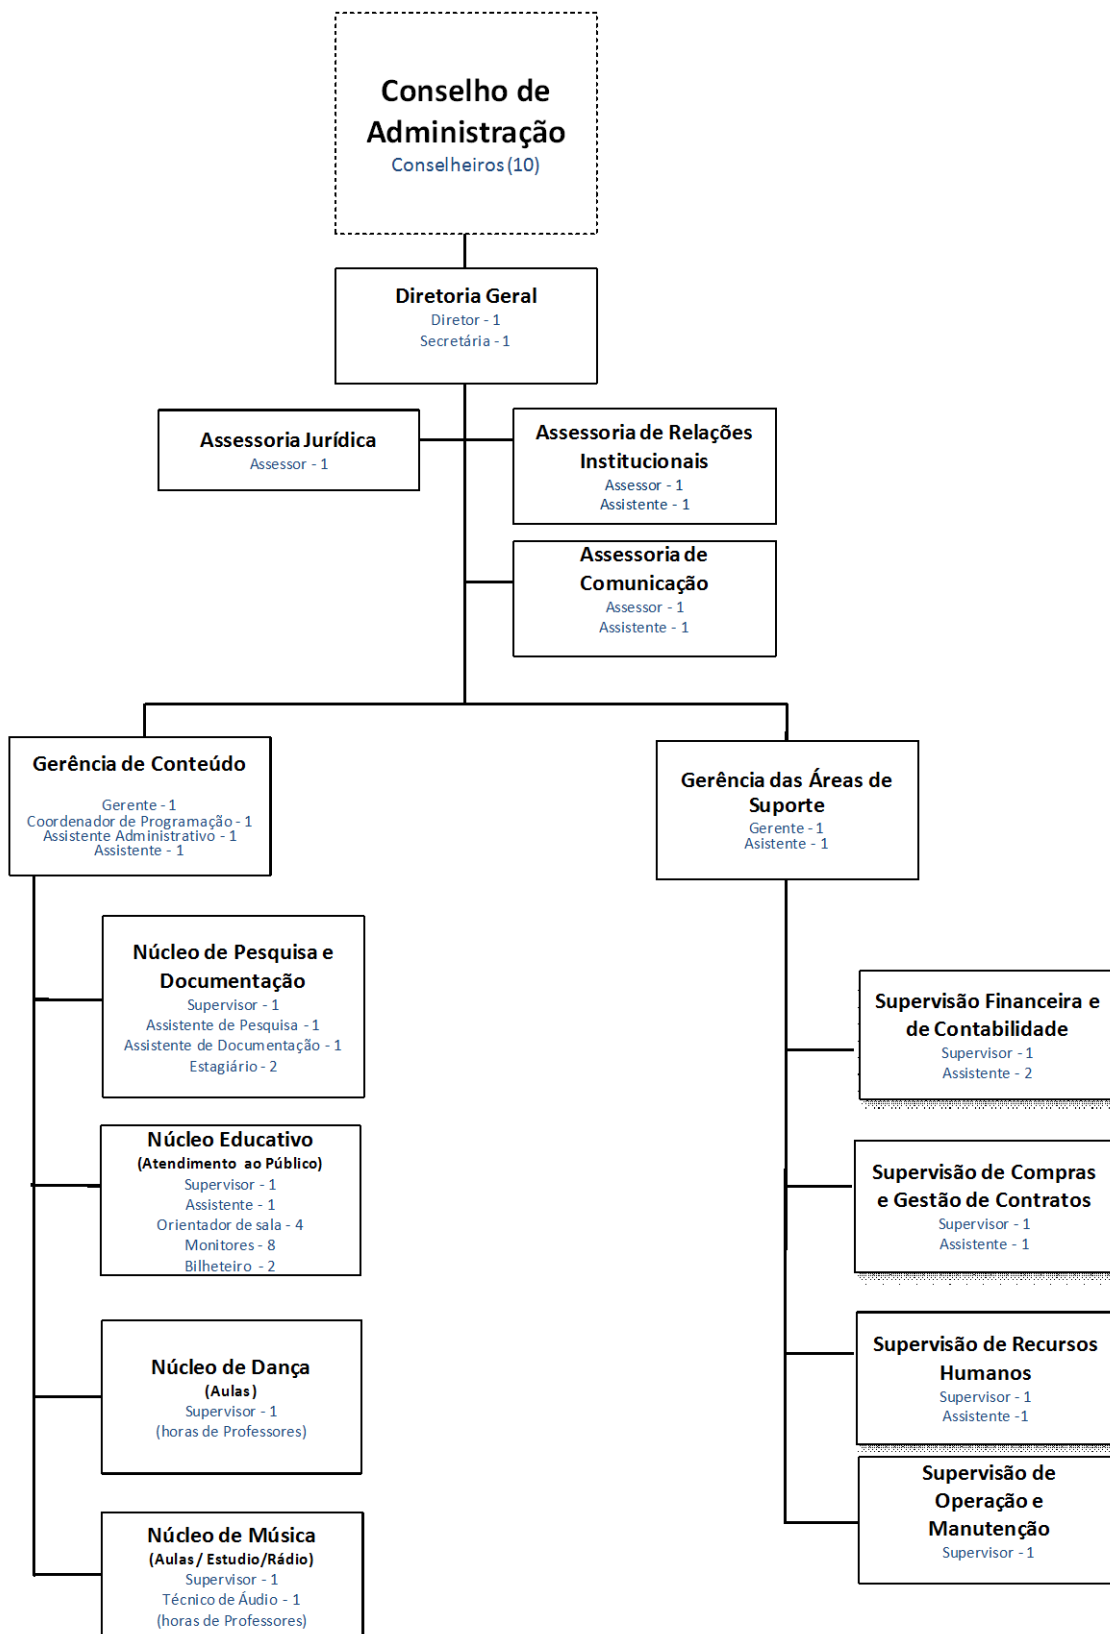 Conselho de
Administração
Conselheiros (10)
Diretoria Geral
Diretor - 1
Secretária - 1
Assessoria Jurídica
Assessor - 1
Assessoria de Relações
Institucionais
Assessor - 1
Assistente - 1
Assessoria de
Comunicação
Assessor - 1
Assistente - 1
Gerência de Conteúdo
Gerente - 1
Coordenador de Programação - 1
Assistente Administrativo - 1
Assistente - 1
Gerência das Áreas de
Suporte
Gerente - 1
Asistente - 1
Núcleo de Pesquisa e
Documentação
Supervisor - 1
Assistente de Pesquisa - 1
Assistente de Documentação - 1
Estagiário - 2
Núcleo Educativo
(Atendimento ao Público)
Supervisor - 1
Assistente - 1
Orientador de sala - 4
Monitores - 8
Bilheteiro - 2
Núcleo de Dança
(Aulas)
Supervisor - 1
(horas de Professores)
Núcleo de Música
(Aulas / Estudio/Rádio)
Supervisor - 1
Técnico de Áudio - 1
(horas de Professores)
Supervisão Financeira e
de Contabilidade
Supervisor - 1
Assistente - 2
Supervisão de Compras
e Gestão de Contratos
Supervisor - 1
Assistente - 1
Supervisão de Recursos
Humanos
Supervisor - 1
Assistente -1
Supervisão de
Operação e
Manutenção
Supervisor - 1